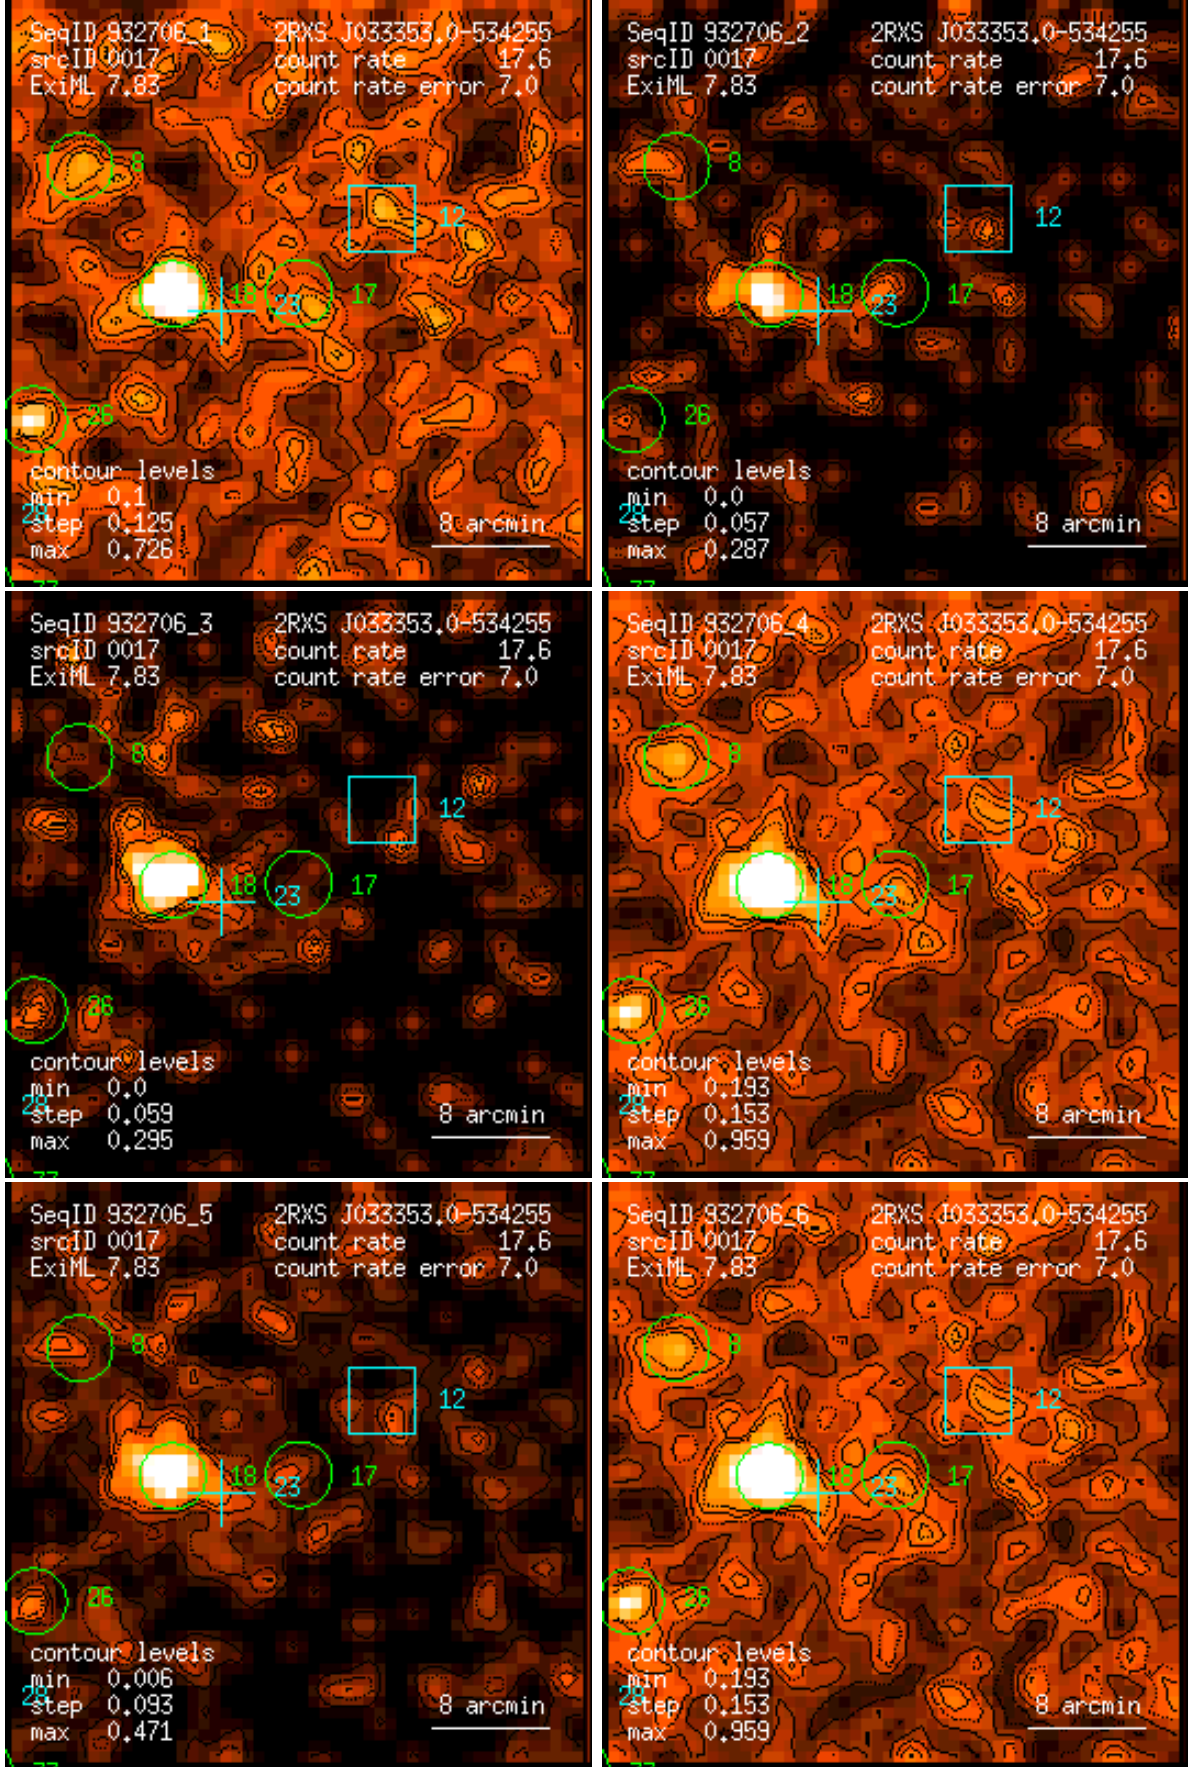 SeqID 932706_1 2RXS J033353.0-534255
srcID 0017 count rate 17.6
ExiML 7.83 count rate error 7.0
8
12
18 23 17
26
contour levels
min 0.1
28
step 0.125 8 arcmin
max 0.726
SeqID 932706_2 2RXS J033353.0-534255
srcID 0017 count rate 17.6
ExiML 7.83 count rate error 7.0
8
12
18 23 17
26
contour levels
min 0.0
28
step 0.057 8 arcmin
max 0.287
SeqID 932706_3 2RXS J033353.0-534255
srcID 0017 count rate 17.6
ExiML 7.83 count rate error 7.0
8
12
18 23 17
26
contour levels
min 0.0
28
step 0.059 8 arcmin
max 0.295
SeqID 932706_4 2RXS J033353.0-534255
srcID 0017 count rate 17.6
ExiML 7.83 count rate error 7.0
8
12
18 23 17
26
contour levels
min 0.193
28
step 0.153 8 arcmin
max 0.959
SeqID 932706_5 2RXS J033353.0-534255
srcID 0017 count rate 17.6
ExiML 7.83 count rate error 7.0
8
12
18 23 17
26
contour levels
min 0.006
28
step 0.093 8 arcmin
max 0.471
SeqID 932706_6 2RXS J033353.0-534255
srcID 0017 count rate 17.6
ExiML 7.83 count rate error 7.0
8
12
18 23 17
26
contour levels
min 0.193
28
step 0.153 8 arcmin
max 0.959